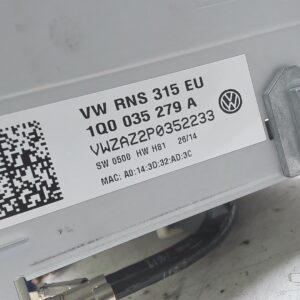 VW RNS 315 EU
1Q0 035 279 A
VWZAZ2P0352233
SW 0500 HW H81 26/14
MAC: A0:14:3D:32:AD:3C